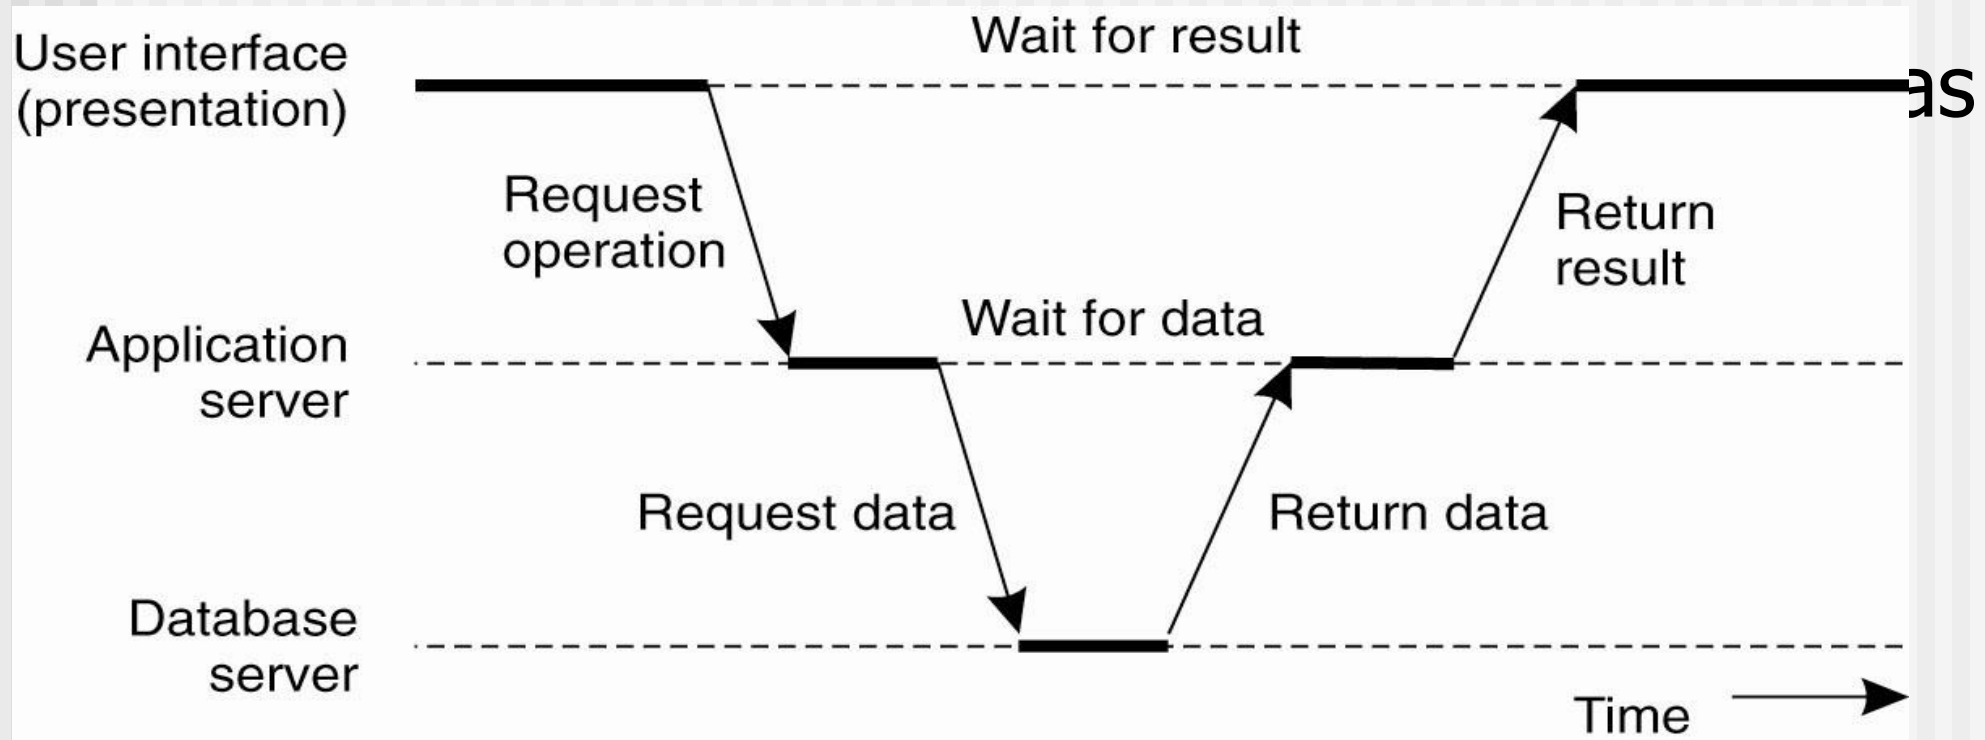 Wait for result
User interface
(presentation)
as
Request
operation
Return
result
Wait for data
Application
server
Request data
Return data
Database
server
Time